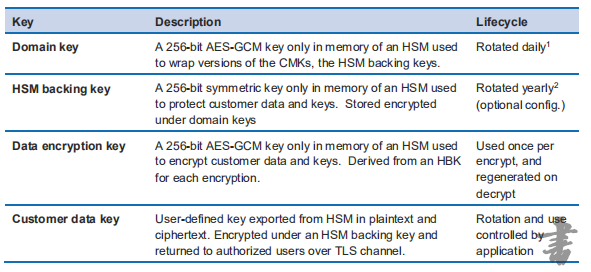 Key Description Lifecycle
Domain key A 256-bit AES-GCM key only in memory of an HSM used Rotated daily1
to wrap versions of the CMKs, the HSM backing keys.
HSM backing key A 256-bit symmetric key only in memory of an HSM used Rotated yearly2
to protect customer data and keys. Stored encrypted (optional config.)
under domain keys
Data encryption key A 256-bit AES-GCM key only in memory of an HSM used Used once per
to encrypt customer data and keys. Derived from an HBK encrypt, and
for each encryption. regenerated on
decrypt
Customer data key User-defined key exported from HSM in plaintext and Rotation and use
ciphertext. Encrypted under an HSM backing key and controlled by
returned to authorized users over TLS channel. application